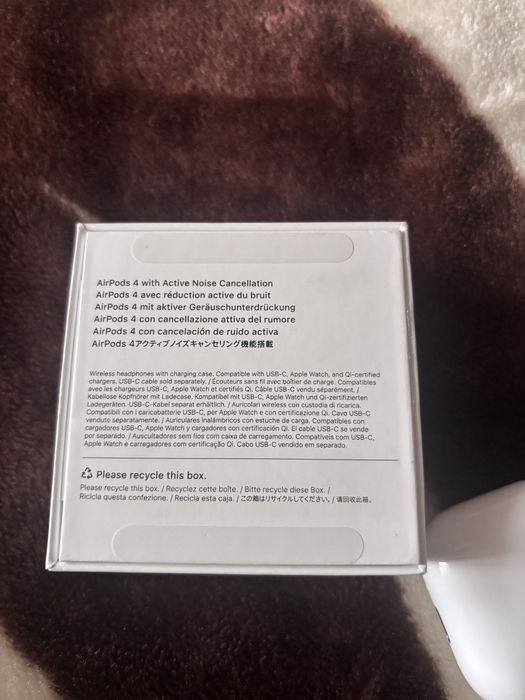 AirPods 4 with Active Noise Cancellation
AirPods 4 avec réduction active du bruit
AirPods 4 mit aktiver Geräuschunterdrückung
AirPods 4 con cancellazione attiva del rumore
AirPods 4 con cancelación de ruido activa
AirPods 4アクティブノイズキャンセリング機能搭載
Wireless headphones with charging case. Compatible with USB-C, Apple Watch, and Qi-certified
chargers. USB-C cable sold separately. / Écouteurs sans fil avec boîtier de charge. Compatibles
avec les chargeurs USB-C, Apple Watch et certifiés Qi. Câble USB-C vendu séparément. /
Kabellose Kopfhörer mit Ladecase. Kompatibel mit USB-C, Apple Watch und Qi-zertifizierten
Ladegeräten. USB-C-Kabel separat erhältlich. / Auricolari wireless con custodia di ricarica.
Compatibili con i caricabatterie USB-C, per Apple Watch e con certificazione Qi. Cavo USB-C
venduto separatamente. / Auriculares inalámbricos con estuche de carga. Compatibles con
cargadores USB-C, Apple Watch y cargadores con certificación Qi. El cable USB-C se vende
por separado. / Auscultadores sem fios com caixa de carregamento. Compatíveis com USB-C,
Apple Watch e carregadores com certificação Qi. Cabo USB-C vendido em separado.
Please recycle this box.
Please recycle this box. / Recyclez cette boîte. / Bitte recycle diese Box. /
Ricicla questa confezione. / Recicla esta caja. / この箱はリサイクルしてください。/ 请回收此箱。